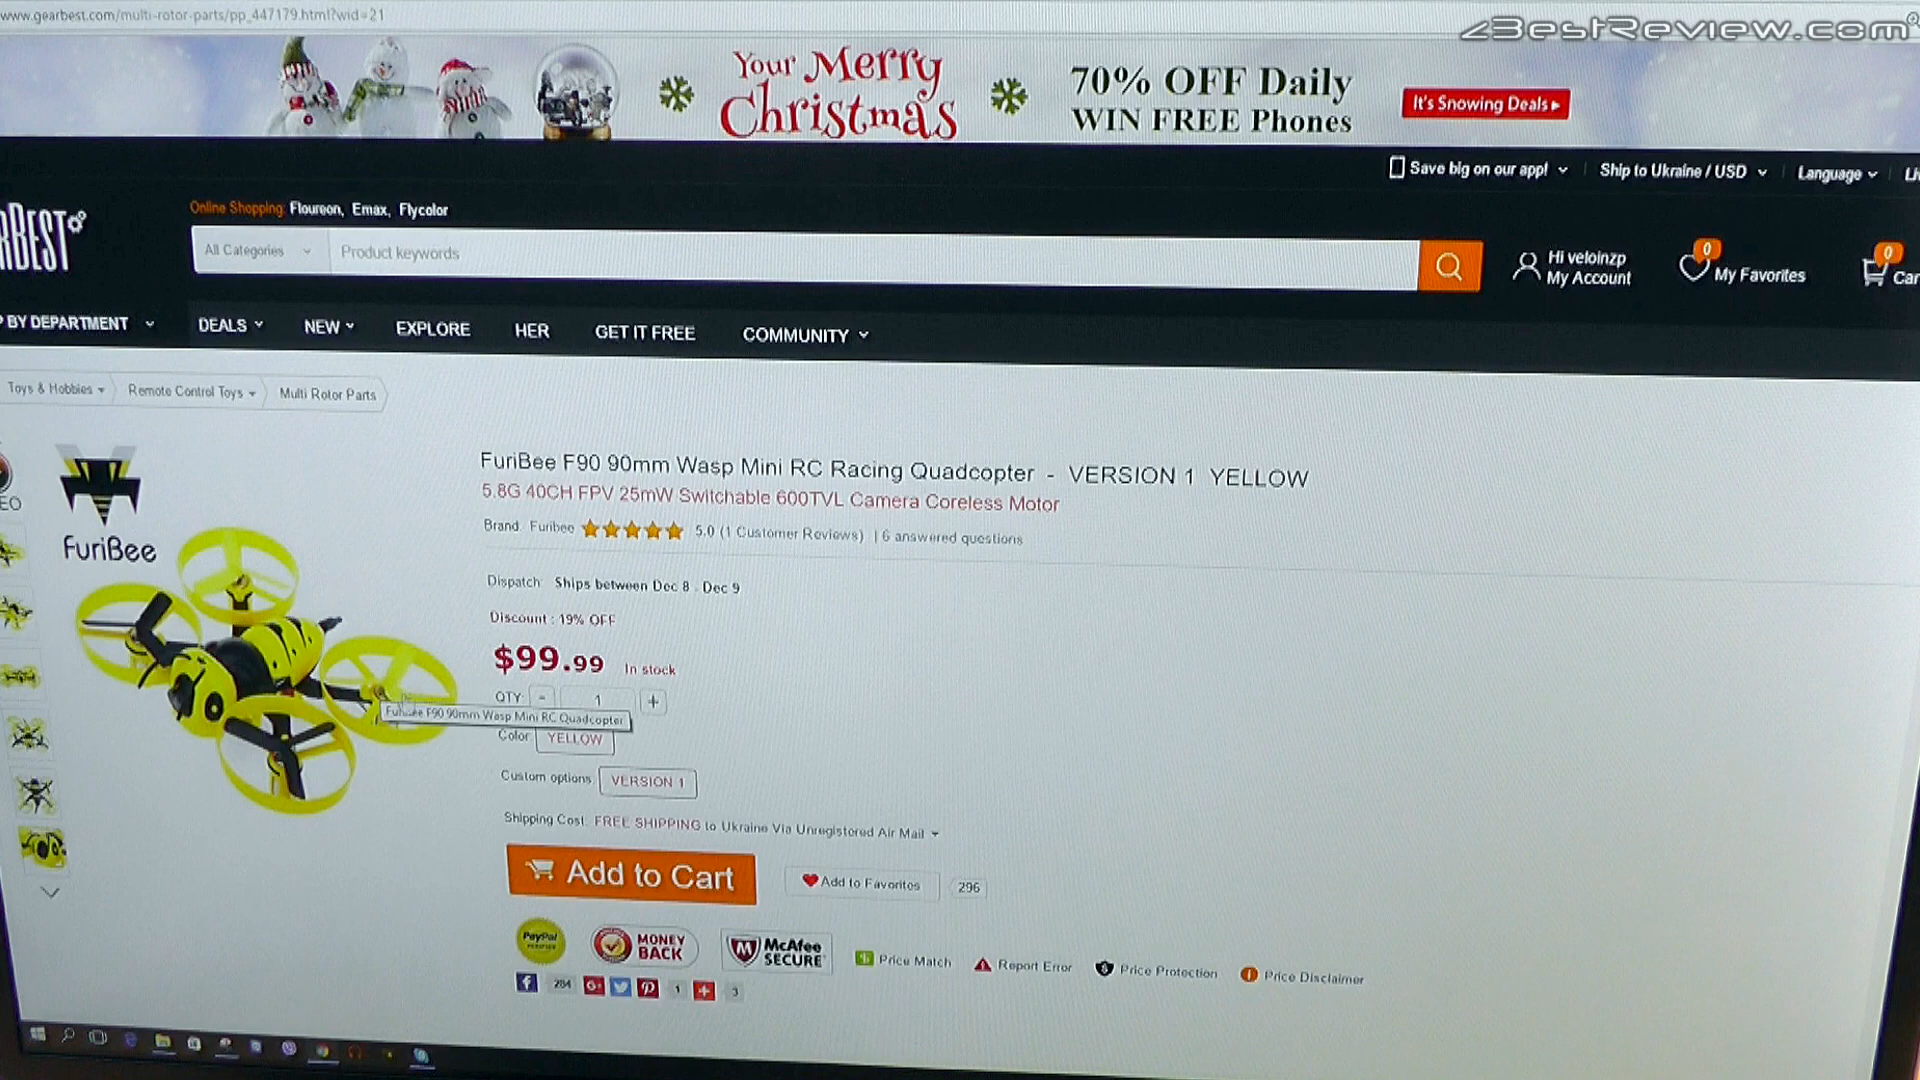 www.gearbest.com/multi-rotor-parts/pp_447179.html?wid=21
BestReview.com
Your Merry
Christmas
70% OFF Daily
WIN FREE Phones
It's Snowing Deals
Save big on our app!
Ship to Ukraine / USD
Language
RBEST
Online Shopping: Floureon, Emax, Flycolor
All Categories
Product keywords
Hi veloinzp
My Account
0
My Favorites
0
Car
P BY DEPARTMENT
DEALS
NEW
EXPLORE
HER
GET IT FREE
COMMUNITY
Toys & Hobbies
Remote Control Toys
Multi Rotor Parts
EO
FuriBee
FuriBee F90 90mm Wasp Mini RC Racing Quadcopter - VERSION 1 YELLOW
5.8G 40CH FPV 25mW Switchable 600TVL Camera Coreless Motor
Brand: Furibee 5.0 (1 Customer Reviews) | 6 answered questions
Dispatch: Ships between Dec 8 - Dec 9
Discount : 19% OFF
$99.99 In stock
QTY: - 1 +
FuriBee F90 90mm Wasp Mini RC Quadcopter
Color: YELLOW
Custom options: VERSION 1
Shipping Cost: FREE SHIPPING to Ukraine Via Unregistered Air Mail
Add to Cart
Add to Favorites
296
PayPal
VERIFIED
MONEY
BACK
McAfee
SECURE
Price Match
Report Error
Price Protection
Price Disclaimer
284
1
3